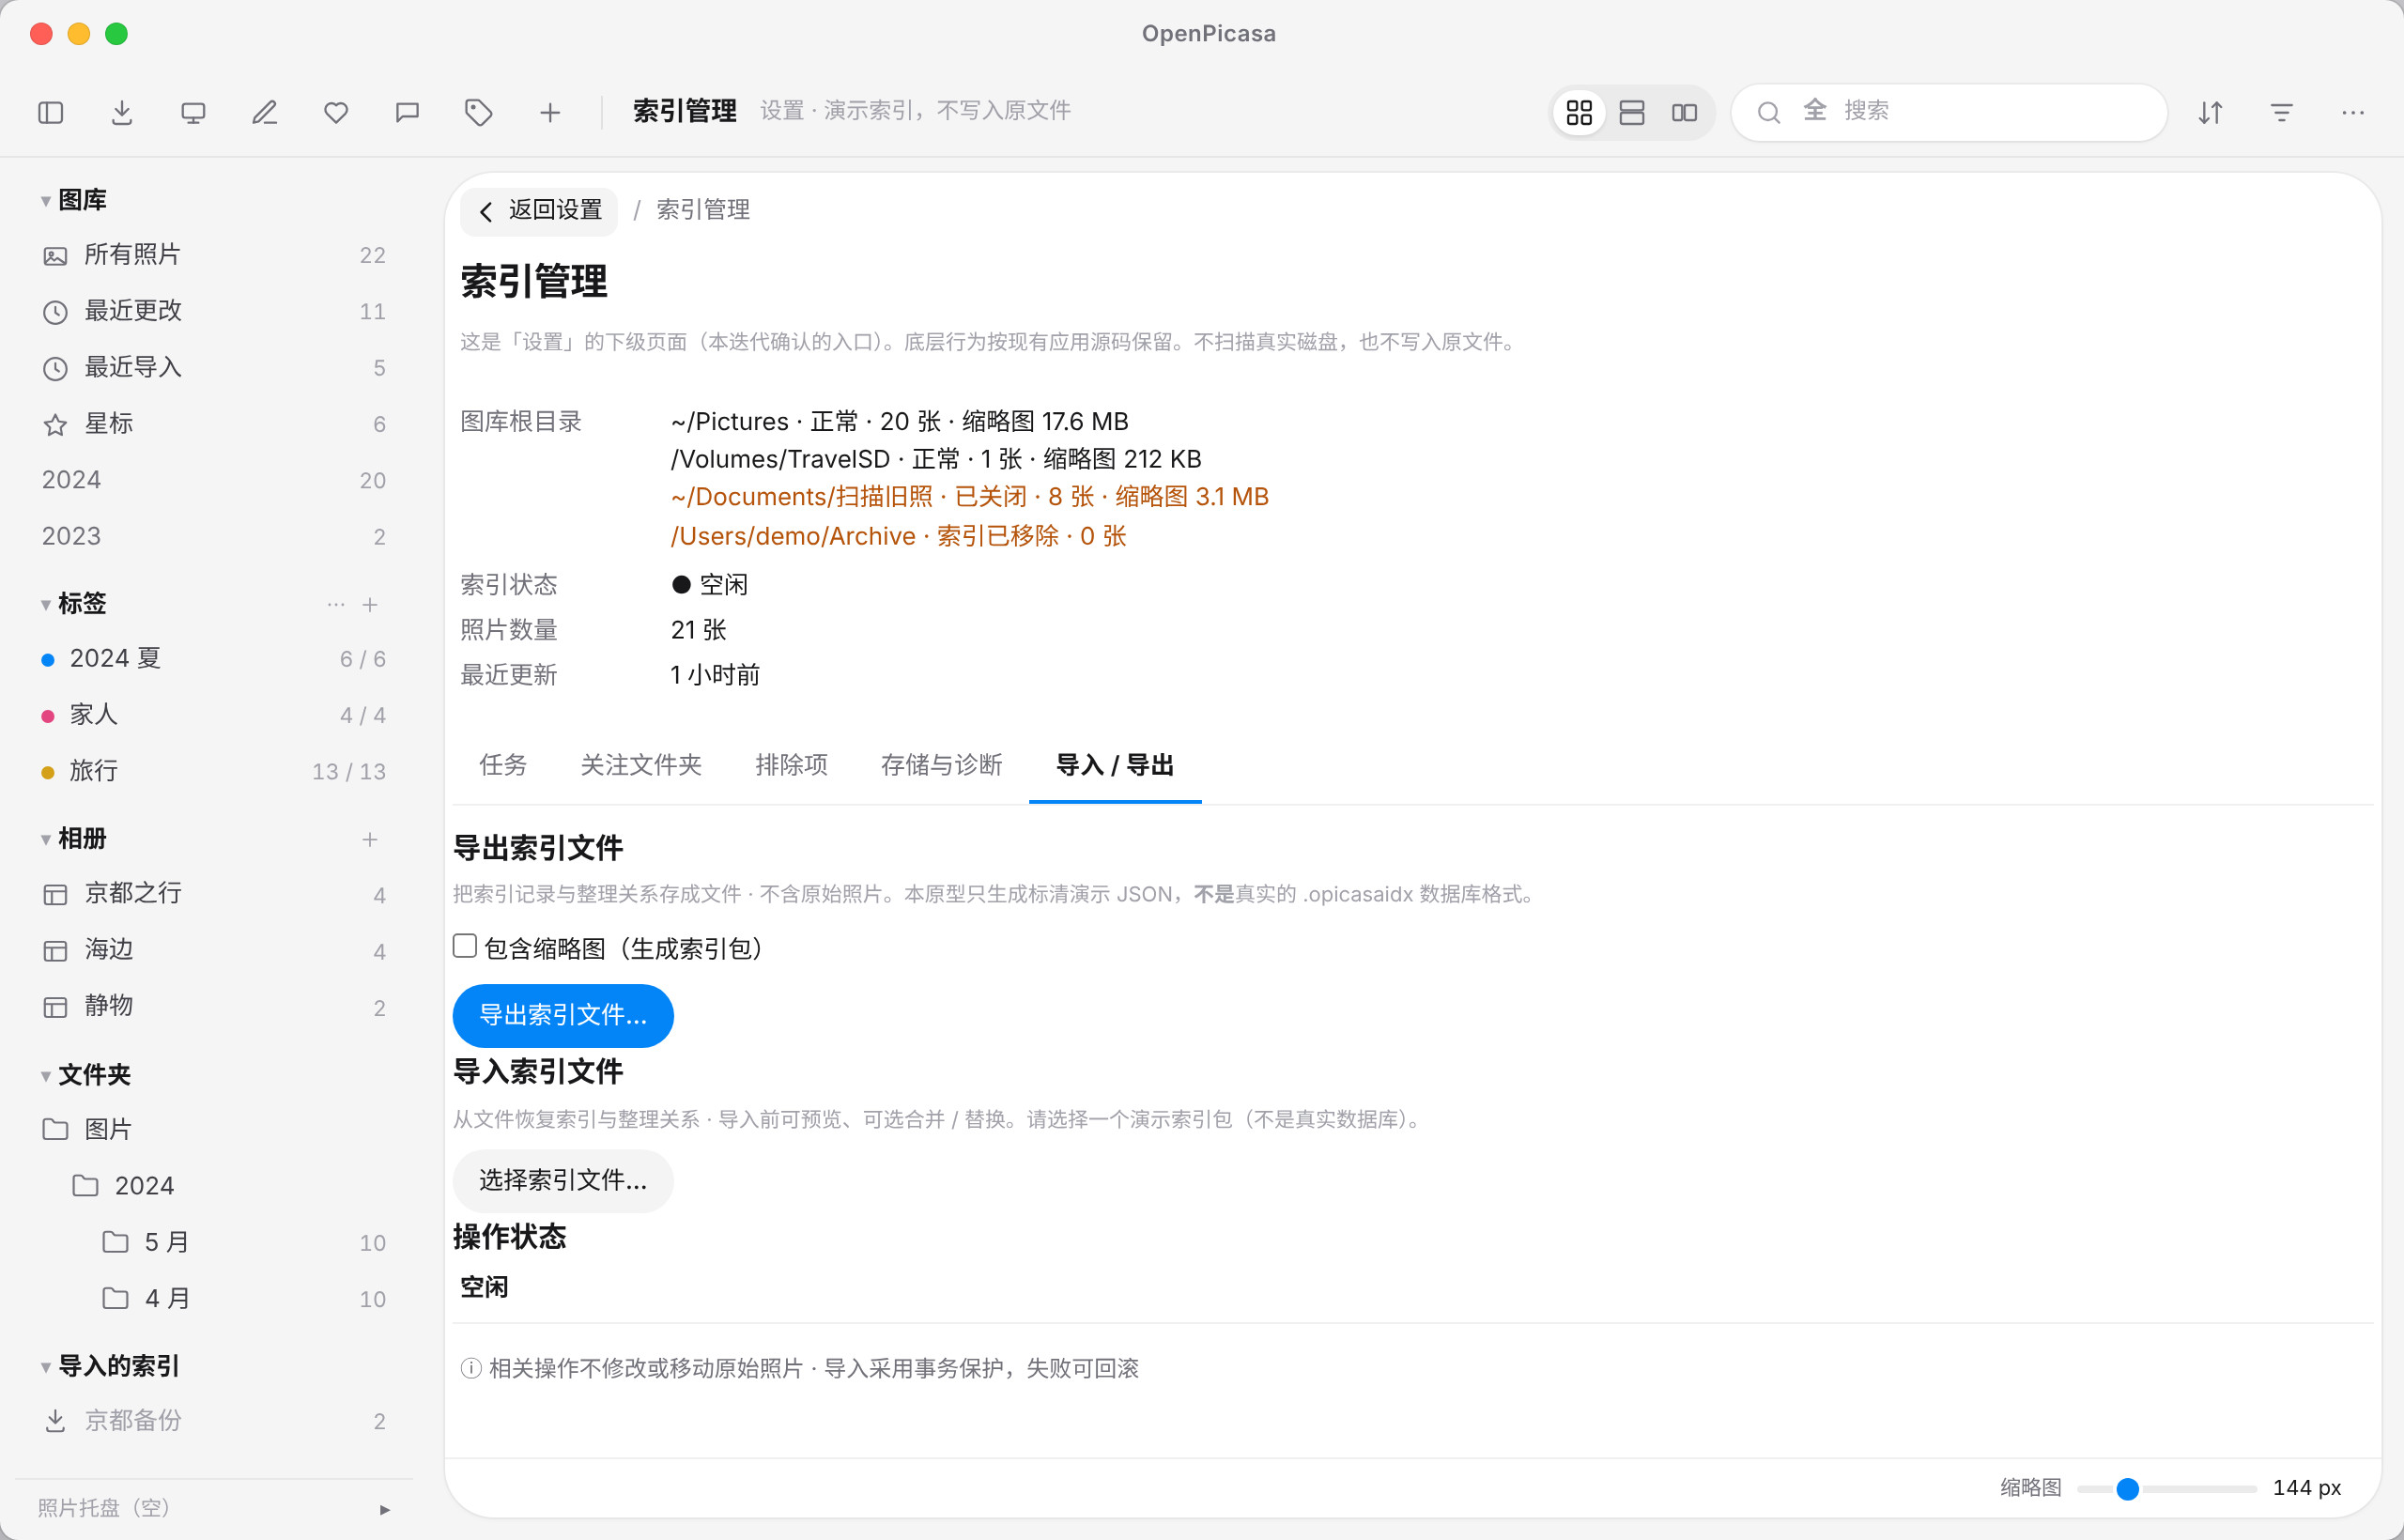 OpenPicasa
索引管理 设置 · 演示索引，不写入原文件
全 搜索
图库
所有照片 22
最近更改 11
最近导入 5
星标 6
2024 20
2023 2
标签
2024 夏 6 / 6
家人 4 / 4
旅行 13 / 13
相册
京都之行 4
海边 4
静物 2
文件夹
图片
2024
5 月 10
4 月 10
导入的索引
京都备份 2
照片托盘（空）
返回设置 / 索引管理
索引管理
这是「设置」的下级页面（本迭代确认的入口）。底层行为按现有应用源码保留。不扫描真实磁盘，也不写入原文件。
图库根目录 ~/Pictures · 正常 · 20 张 · 缩略图 17.6 MB
/Volumes/TravelSD · 正常 · 1 张 · 缩略图 212 KB
~/Documents/扫描旧照 · 已关闭 · 8 张 · 缩略图 3.1 MB
/Users/demo/Archive · 索引已移除 · 0 张
索引状态 ● 空闲
照片数量 21 张
最近更新 1 小时前
任务 关注文件夹 排除项 存储与诊断 导入 / 导出
导出索引文件
把索引记录与整理关系存成文件 · 不含原始照片。本原型只生成标清演示 JSON，不是真实的 .opicasaidx 数据库格式。
包含缩略图（生成索引包）
导出索引文件...
导入索引文件
从文件恢复索引与整理关系 · 导入前可预览、可选合并 / 替换。请选择一个演示索引包（不是真实数据库）。
选择索引文件...
操作状态
空闲
ⓘ 相关操作不修改或移动原始照片 · 导入采用事务保护，失败可回滚
缩略图 144 px